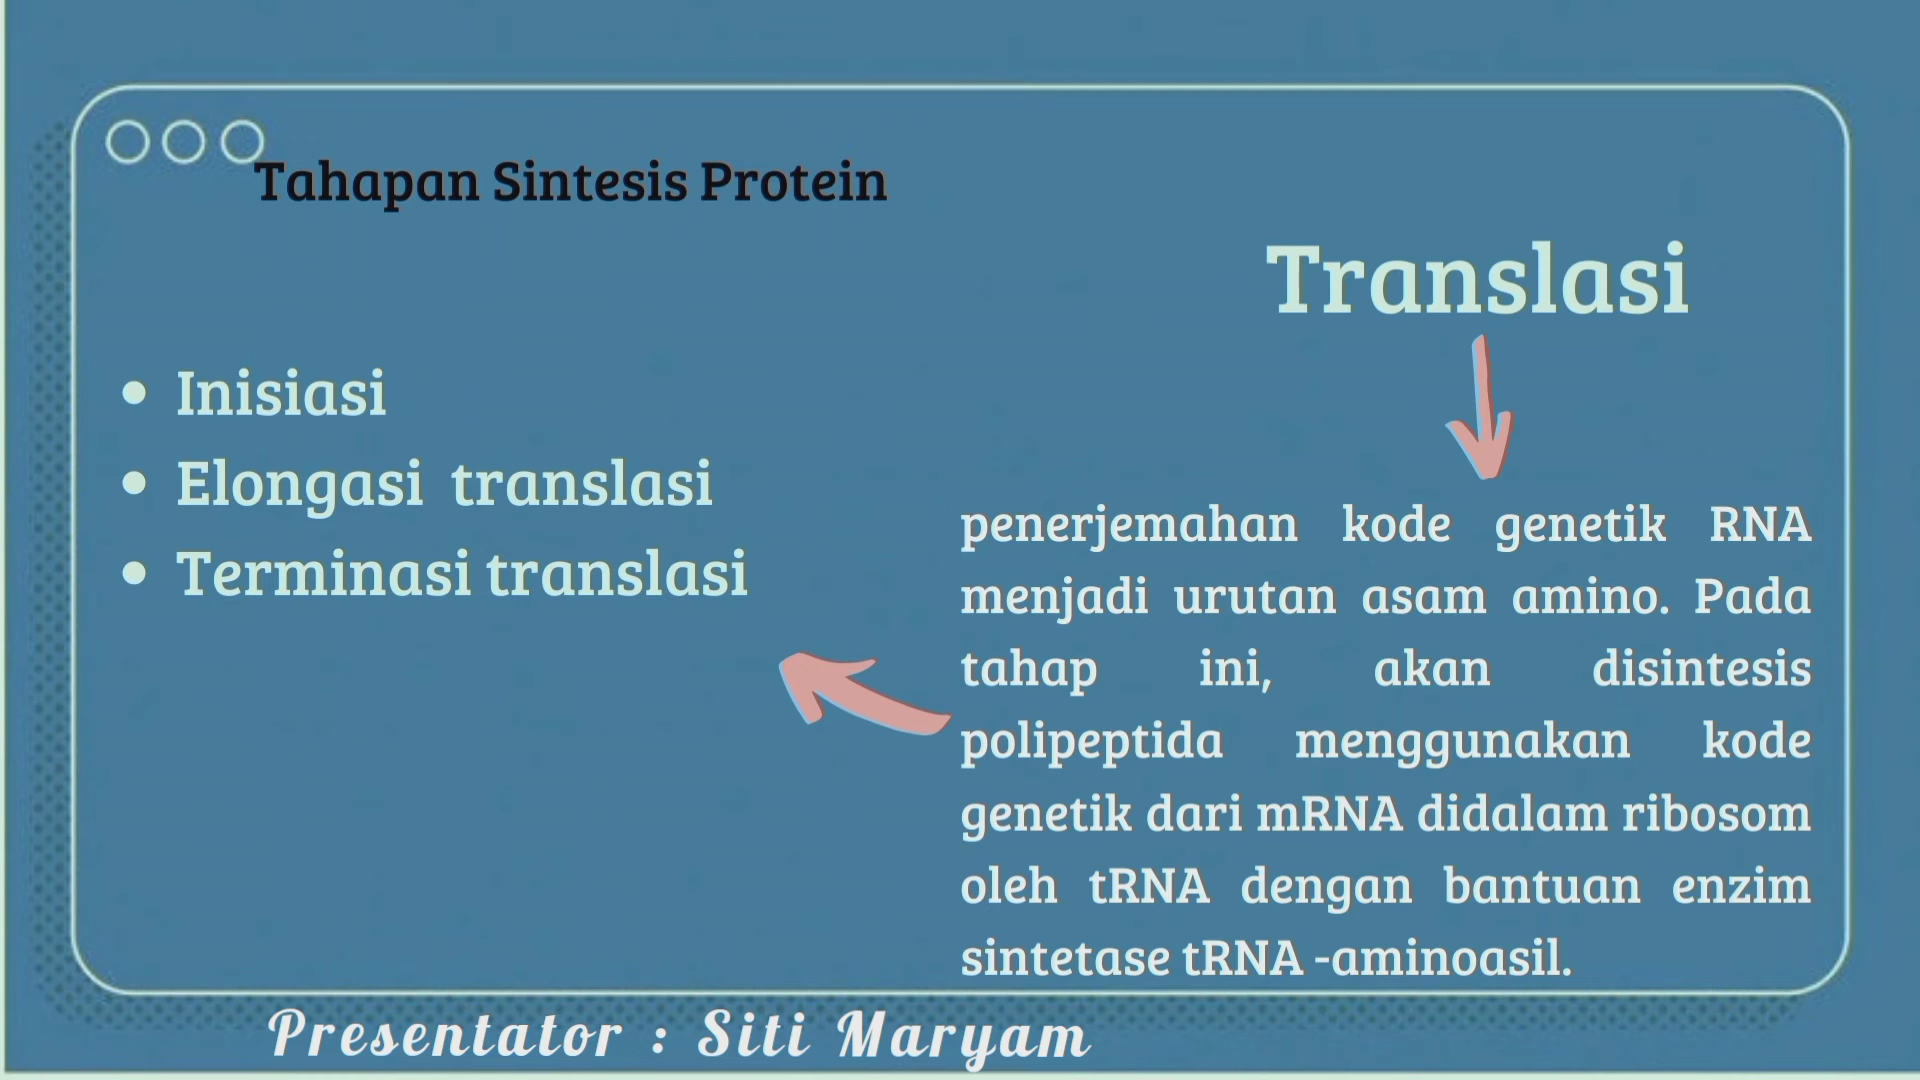 Tahapan Sintesis Protein
Translasi
penerjemahan kode genetik RNA
menjadi urutan asam amino. Pada
tahap ini, akan disintesis
polipeptida menggunakan kode
genetik dari mRNA didalam ribosom
oleh tRNA dengan bantuan enzim
sintetase tRNA -aminoasil.
• Inisiasi
• Elongasi translasi
• Terminasi translasi
Presentator : Siti Maryam